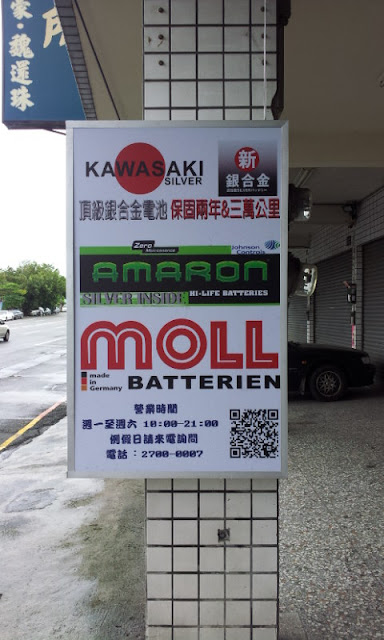 所
家·魏運珠
KAWASAKI
SILVER
新
銀合金
頂級銀合金電池 保固兩年&三萬公里
Zero
Maintenance
Johnson
Controls
AMARON
SILVER INSIDE HI-LIFE BATTERIES
MOLL
made
in
Germany
BATTERIEN
營業時間
週一至週六 10:00-21:00
例假日請來電詢問
電話：2700-0007